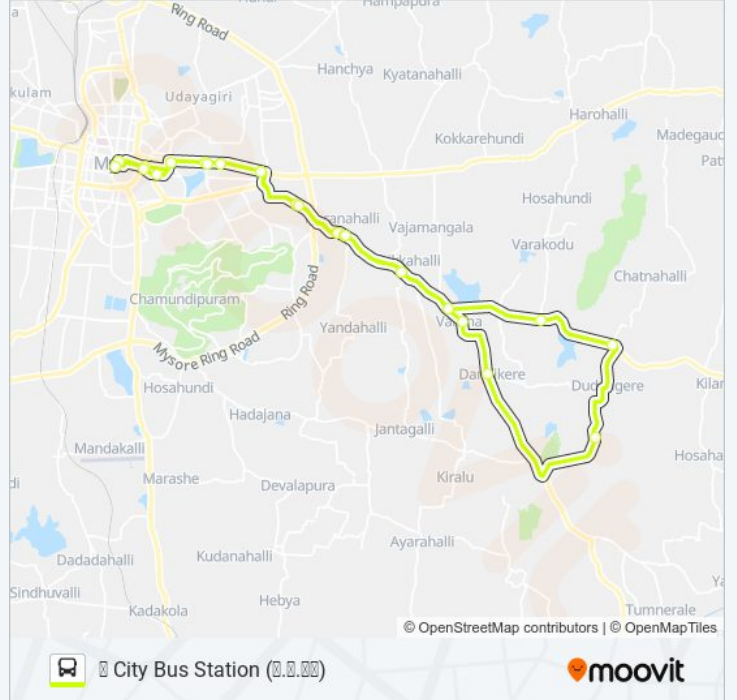 Hampapura
Ring Road
Hanchya
Kyatanahalli
kulam
Udayagiri
Harohalli
Kokkarehundi
Madegauc
Hosahundi
Vajamangala
Varakodu
Chatnahalli
Chamundipuram
Ring Road
Yandahalli
Mysore Ring Road
Hosahundi
Kilar
Hadajana
Jantagalli
Mandakalli
Hosaha
Marashe
Devalapura
Kiralu
Ayarahalli
Kudanahalli
Dadadahalli
Sindhuvalli
Hebya
Kadakola
Tumnerale
© OpenStreetMap contributors | © OpenMapTiles
City Bus Station
moovit